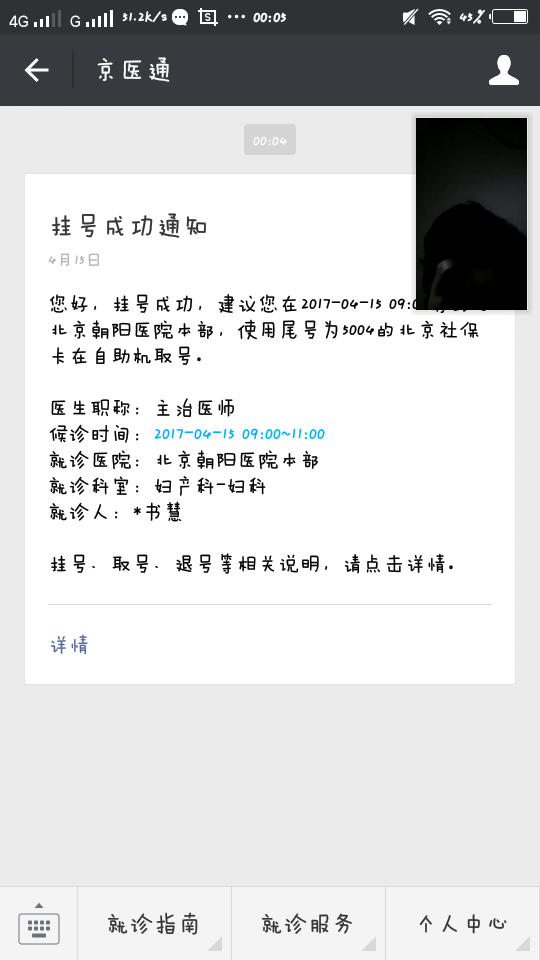 4G G 51.2k/s 00:05 45%
京医通
00:04
挂号成功通知
4月15日
您好，挂号成功，建议您在2017-04-15 09:0
北京朝阳医院本部，使用尾号为5004的北京社保
卡在自助机取号。
医生职称：主治医师
候诊时间：2017-04-15 09:00~11:00
就诊医院：北京朝阳医院本部
就诊科室：妇产科-妇科
就诊人：*书慧
挂号、取号、退号等相关说明，请点击详情。
详情
就诊指南 就诊服务 个人中心